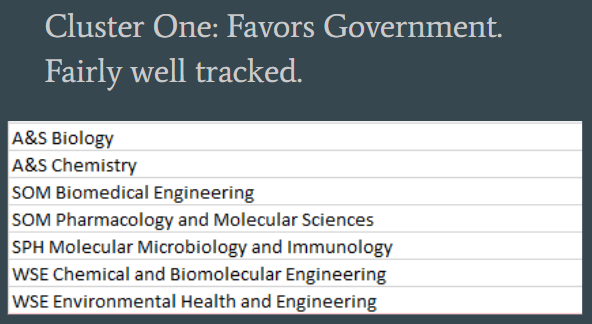 Cluster One: Favors Government.
Fairly well tracked.
A&S Biology
A&S Chemistry
SOM Biomedical Engineering
SOM Pharmacology and Molecular Sciences
SPH Molecular Microbiology and Immunology
WSE Chemical and Biomolecular Engineering
WSE Environmental Health and Engineering